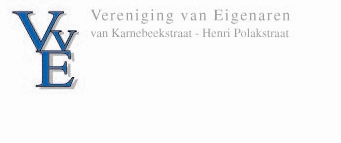 VvE
Vereniging van Eigenaren
van Karnebeekstraat - Henri Polakstraat